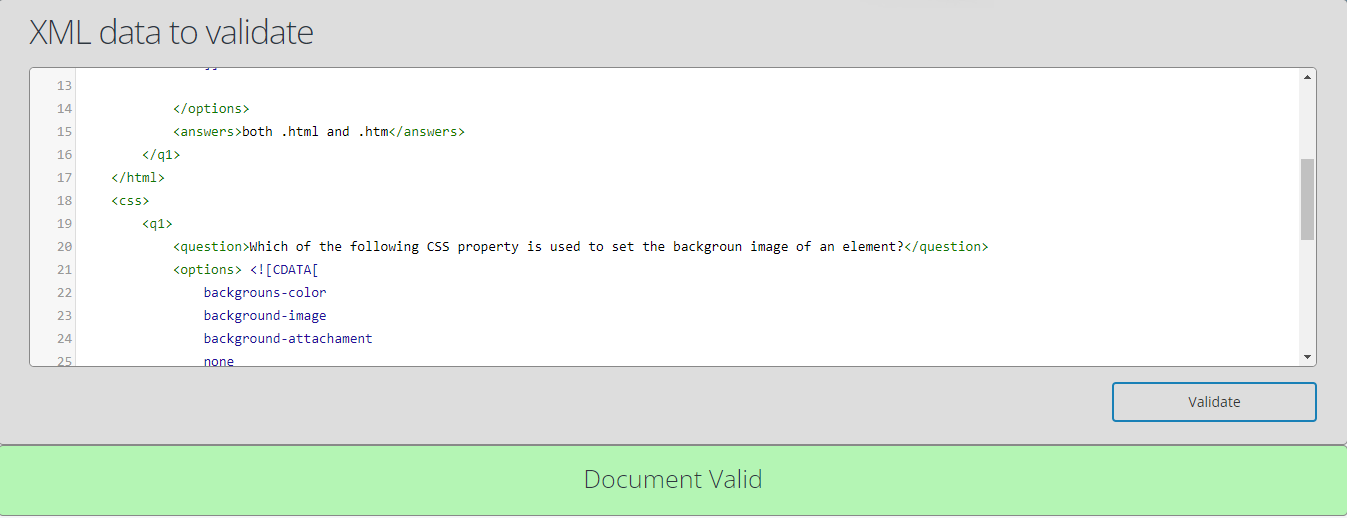 XML data to validate
13
14 </options>
15 <answers>both .html and .htm</answers>
16 </q1>
17 </html>
18 <css>
19 <q1>
20 <question>Which of the following CSS property is used to set the backgroun image of an element?</question>
21 <options> <![CDATA[
22 backgrouns-color
23 background-image
24 background-attachament
25 none
Validate
Document Valid